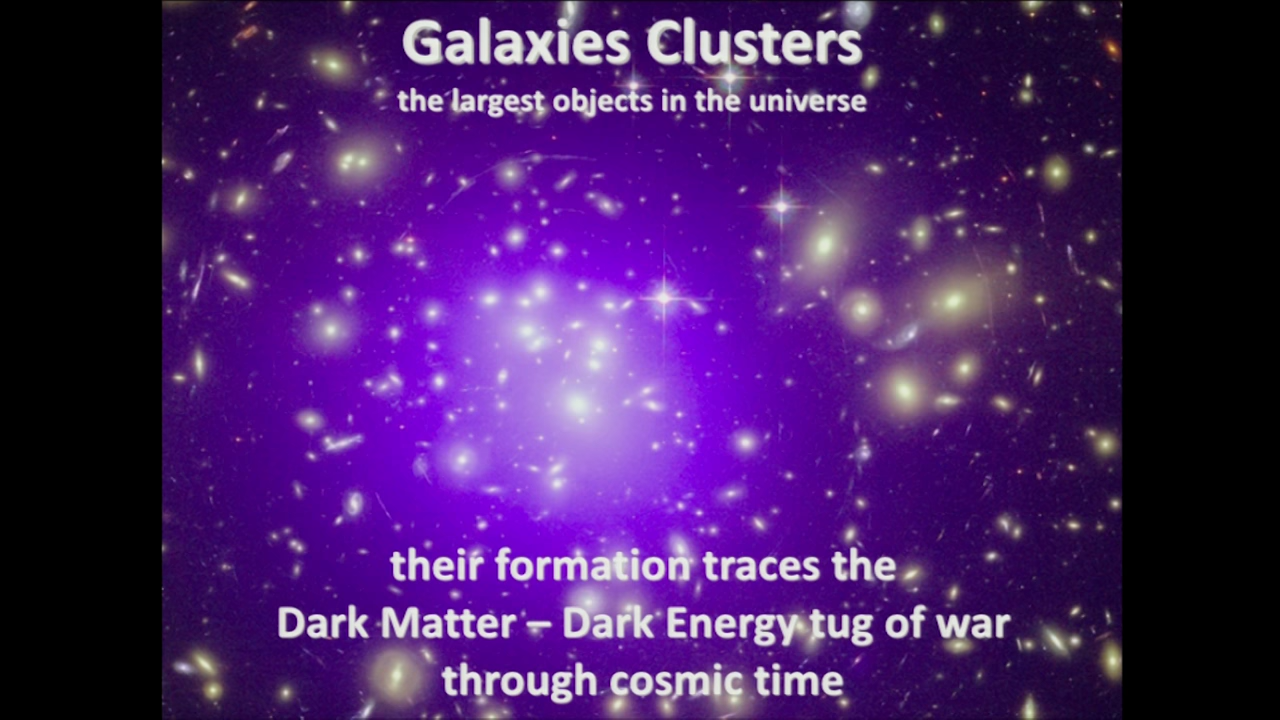 Galaxies Clusters
the largest objects in the universe
their formation traces the
Dark Matter – Dark Energy tug of war
through cosmic time